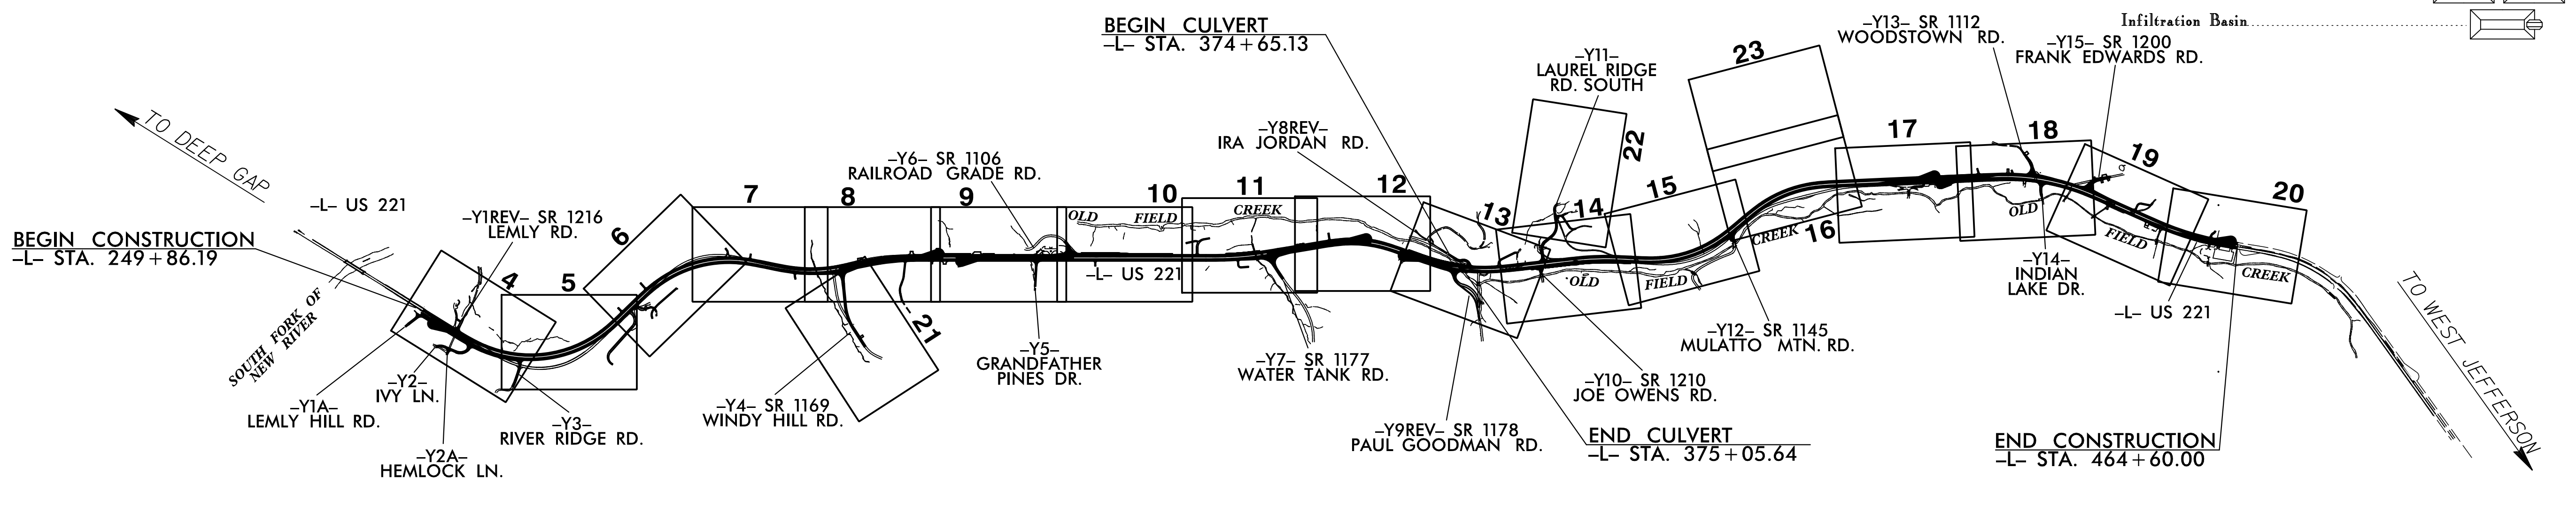 Infiltration Basin
BEGIN CULVERT
–L– STA. 374+65.13
–Y13– SR 1112
WOODSTOWN RD.
–Y15– SR 1200
FRANK EDWARDS RD.
–Y11–
LAUREL RIDGE
RD. SOUTH
23
TO DEEP GAP
–Y8REV–
IRA JORDAN RD.
22
17
18
19
–Y6– SR 1106
RAILROAD GRADE RD.
–L– US 221
–Y1REV– SR 1216
LEMLY RD.
7
8
9
10
11
12
13
14
15
16
20
OLD FIELD CREEK
BEGIN CONSTRUCTION
–L– STA. 249+86.19
6
4
5
–L– US 221
OLD FIELD CREEK
OLD FIELD CREEK
SOUTH FORK OF
NEW RIVER
21
–Y14–
INDIAN
LAKE DR.
–L– US 221
TO WEST JEFFERSON
–Y12– SR 1145
MULATTO MTN. RD.
–Y5–
GRANDFATHER
PINES DR.
–Y7– SR 1177
WATER TANK RD.
–Y10– SR 1210
JOE OWENS RD.
–Y2–
IVY LN.
–Y1A–
LEMLY HILL RD.
–Y4– SR 1169
WINDY HILL RD.
–Y3–
RIVER RIDGE RD.
–Y9REV– SR 1178
PAUL GOODMAN RD.
END CULVERT
–L– STA. 375+05.64
END CONSTRUCTION
–L– STA. 464+60.00
–Y2A–
HEMLOCK LN.